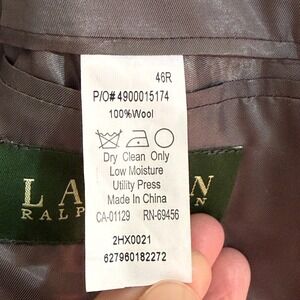 46R
P/O# 4900015174
100%Wool
Dry Clean Only
Low Moisture
Utility Press
Made In China
CA-01129 RN-69456
2HX0021
627960182272
L A N
RALP N